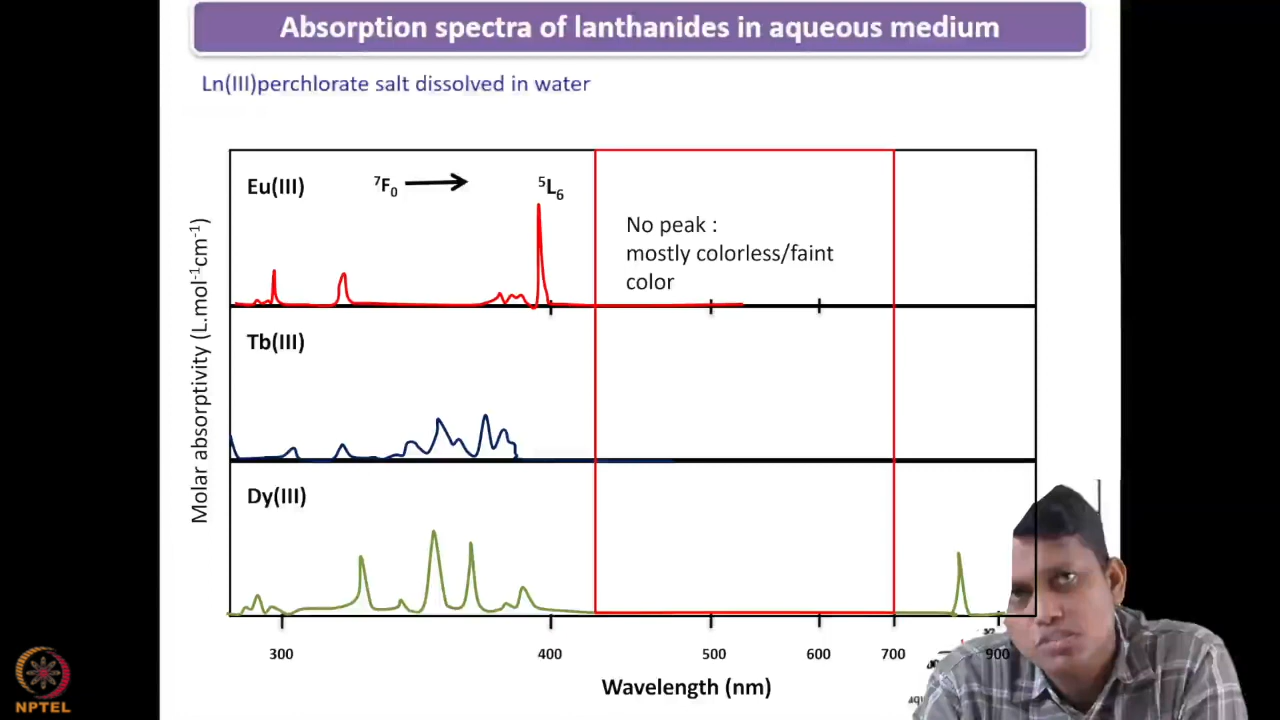 Absorption spectra of lanthanides in aqueous medium
Ln(III)perchlorate salt dissolved in water
Molar absorptivity (L.mol⁻¹cm⁻¹)
Eu(III)
⁷F₀
⁵L₆
No peak :
mostly colorless/faint
color
Tb(III)
Dy(III)
300 400 500 600 700 900
Wavelength (nm)
NPTEL